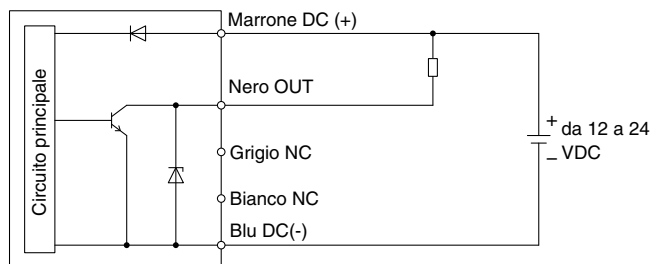 Marrone DC (+)
Circuito principale
Nero OUT
Grigio NC
Bianco NC
Blu DC(-)
+ da 12 a 24
– VDC